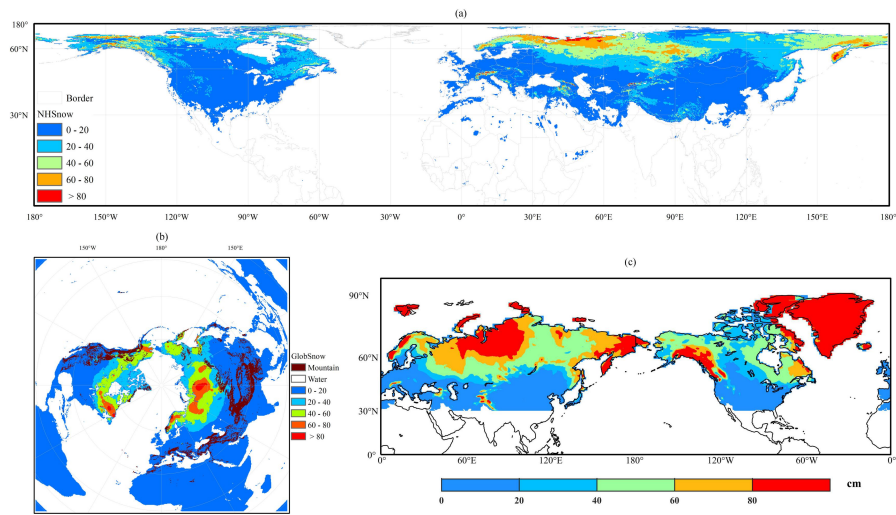 (a)
180°
60°N
30°N
Border
NHSnow
0 - 20
20 - 40
40 - 60
60 - 80
> 80
180° 150°W 120°W 90°W 60°W 30°W 0° 30°E 60°E 90°E 120°E 150°E 180°
(b)
150°W 180° 150°E
GlobSnow
Mountain
Water
0 - 20
20 - 40
40 - 60
60 - 80
> 80
(c)
90°N
60°N
30°N
0°
0° 60°E 120°E 180° 120°W 60°W 0°
cm
0 20 40 60 80